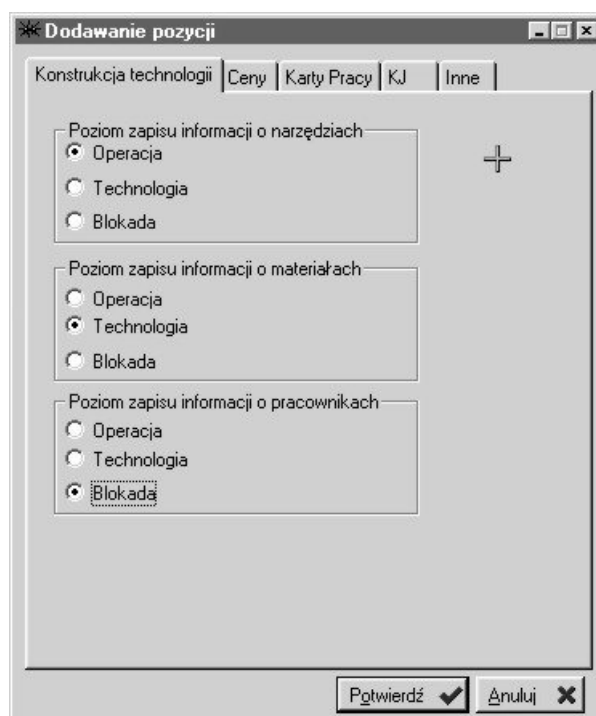 Dodawanie pozycji
Konstrukcja technologii Ceny Karty Pracy KJ Inne
Poziom zapisu informacji o narzędziach
Operacja
Technologia
Blokada
Poziom zapisu informacji o materiałach
Operacja
Technologia
Blokada
Poziom zapisu informacji o pracownikach
Operacja
Technologia
Blokada
Potwierdź Anuluj